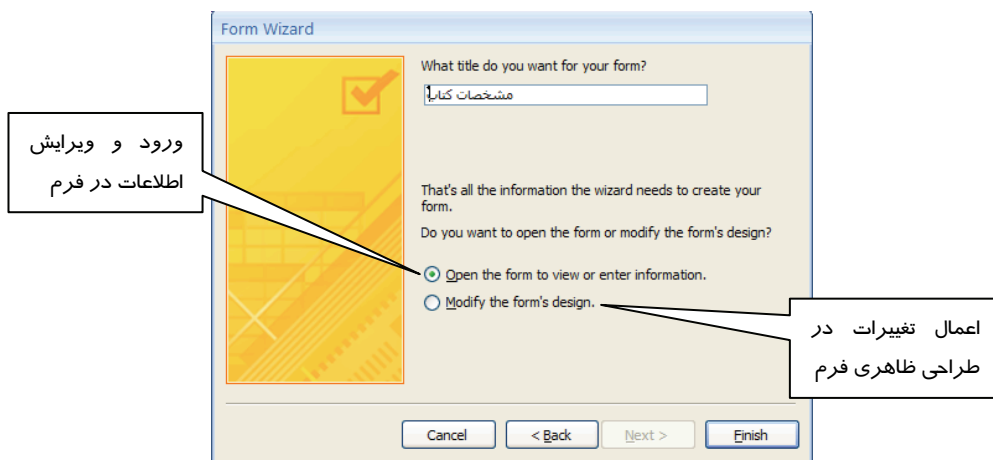 Form Wizard
What title do you want for your form?
مشخصات کتاب
ورود و ویرایش
اطلاعات در فرم
That's all the information the wizard needs to create your
form.
Do you want to open the form or modify the form's design?
Open the form to view or enter information.
Modify the form's design.
اعمال تغییرات در
طراحی ظاهری فرم
Cancel
< Back
Next >
Finish